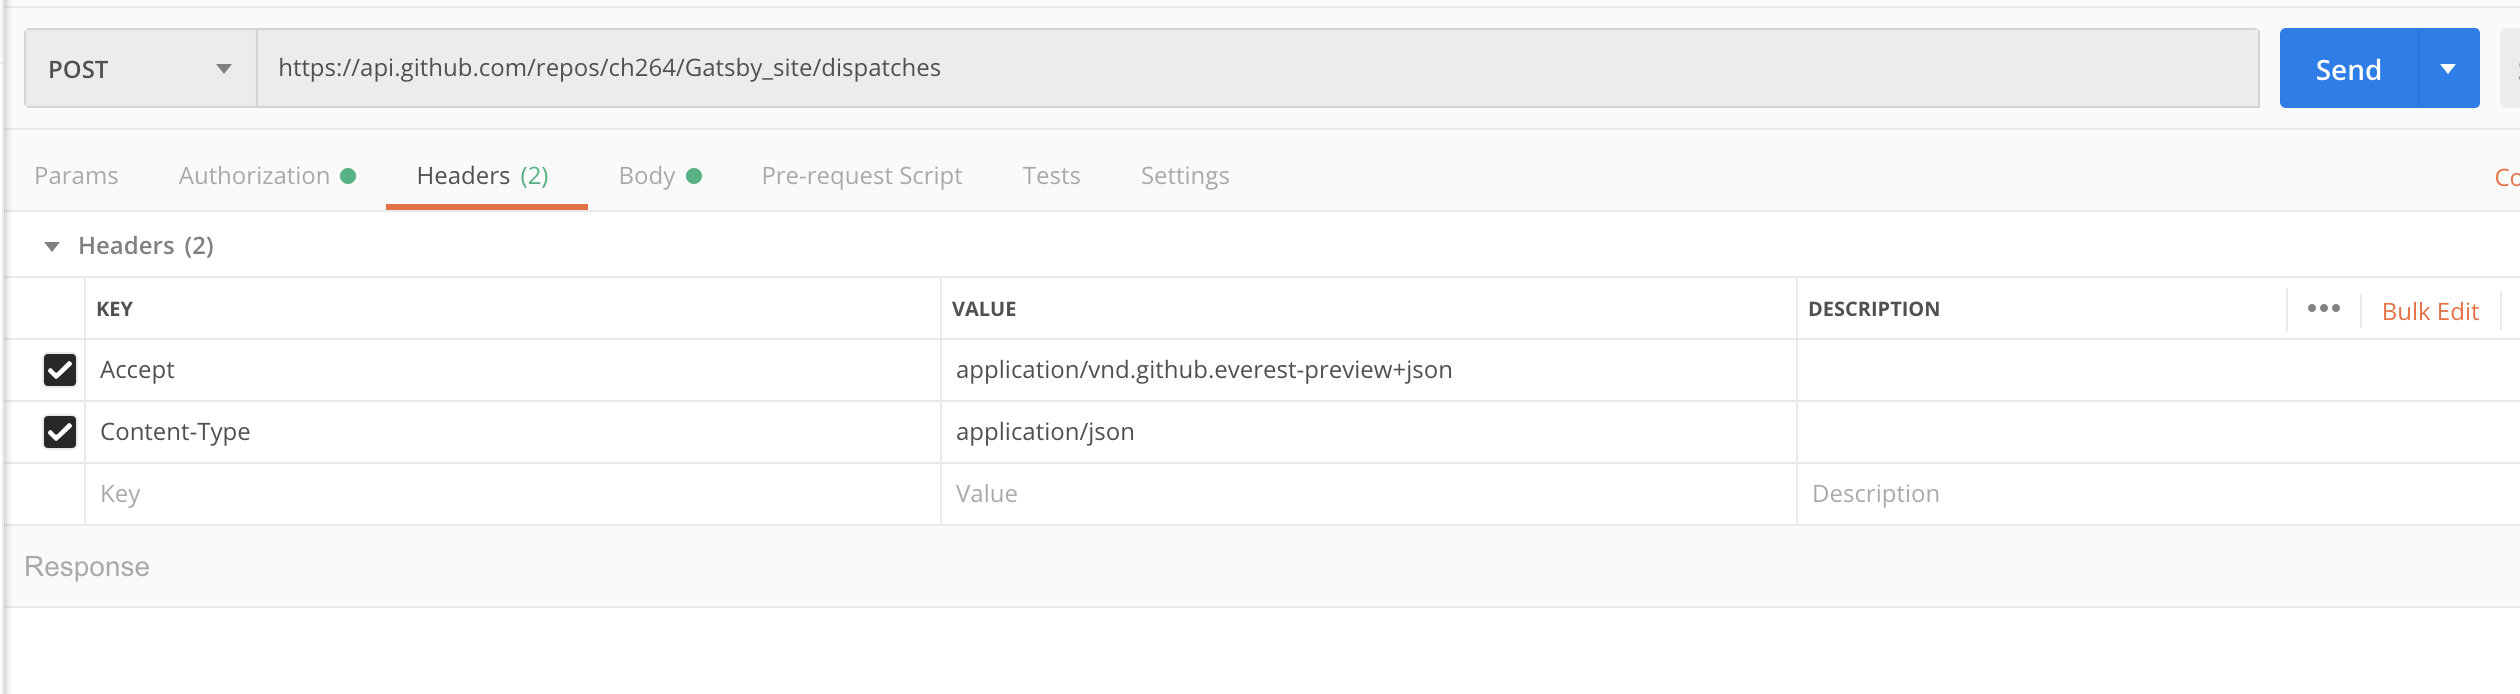 POST https://api.github.com/repos/ch264/Gatsby_site/dispatches Send
Params Authorization Headers (2) Body Pre-request Script Tests Settings
Headers (2)
KEY VALUE DESCRIPTION Bulk Edit
Accept application/vnd.github.everest-preview+json
Content-Type application/json
Key Value Description
Response